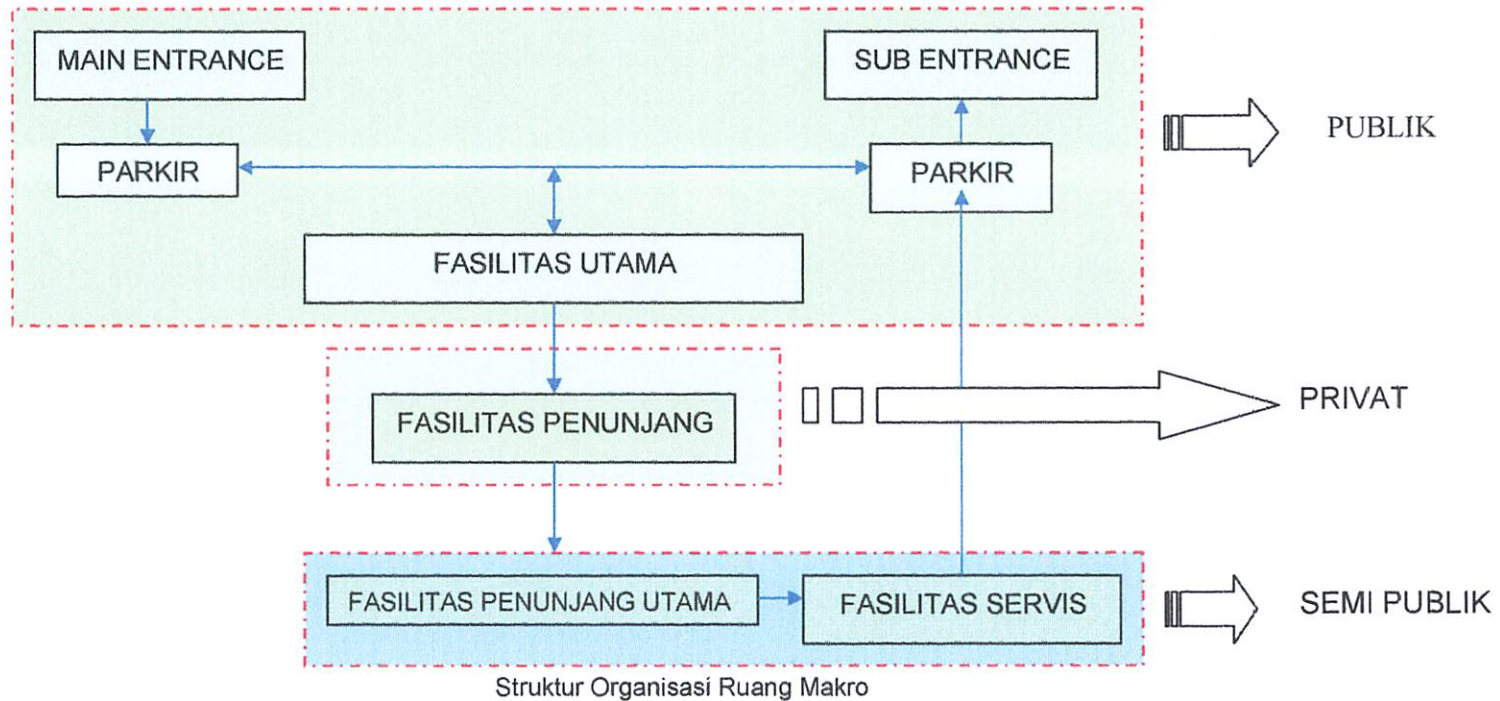 MAIN ENTRANCE
SUB ENTRANCE
PUBLIK
PARKIR
PARKIR
FASILITAS UTAMA
FASILITAS PENUNJANG
PRIVAT
FASILITAS PENUNJANG UTAMA
FASILITAS SERVIS
SEMI PUBLIK
Struktur Organisasi Ruang Makro